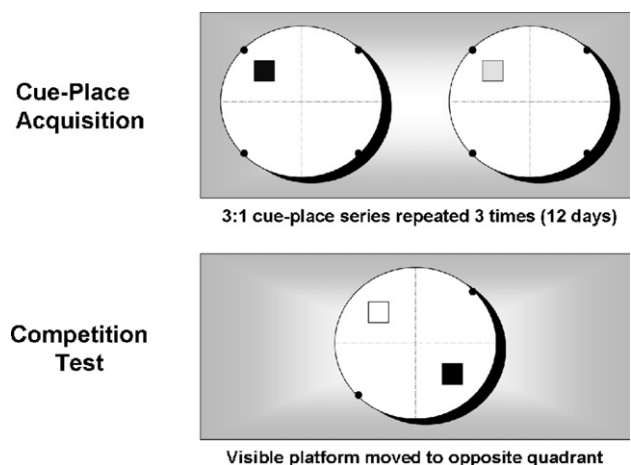 Cue-Place
Acquisition
3:1 cue-place series repeated 3 times (12 days)
Competition
Test
Visible platform moved to opposite quadrant